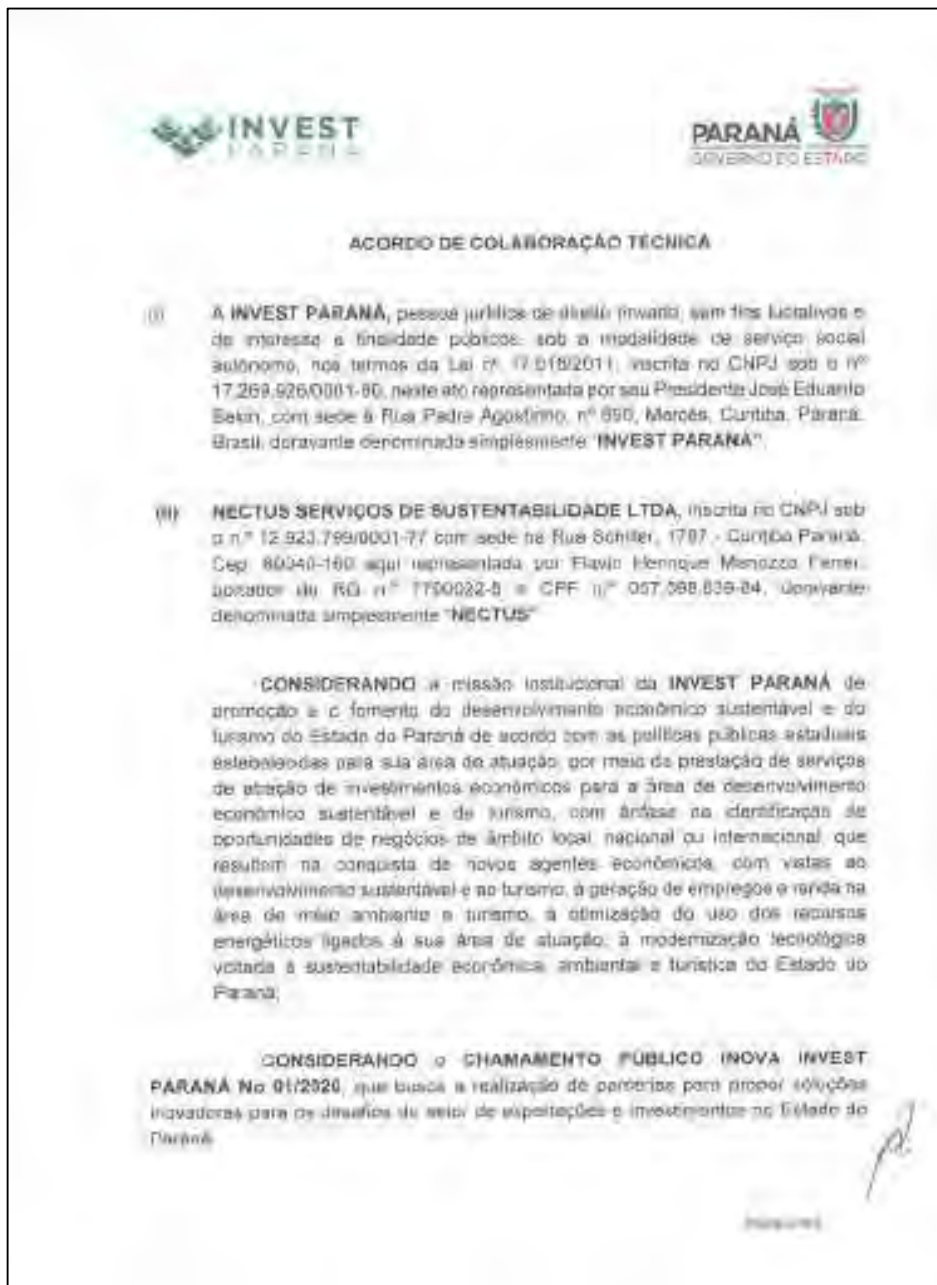 INVEST
PARANÁ
PARANÁ
GOVERNO DO ESTADO
ACORDO DE COLABORAÇÃO TÉCNICA
(i) A INVEST PARANÁ, pessoa jurídica de direito privado, sem fins lucrativos e
de interesse e finalidade públicos, sob a modalidade de serviço social
autônomo, nos termos da Lei nº. 17.016/2011, inscrita no CNPJ sob o nº
17.269.926/0001-80, neste ato representada por seu Presidente José Eduardo
Bekin, com sede à Rua Padre Agostinho, nº 690, Mercês, Curitiba, Paraná,
Brasil, doravante denominada simplesmente "INVEST PARANÁ".
(ii) NECTUS SERVIÇOS DE SUSTENTABILIDADE LTDA, inscrita no CNPJ sob
o n.º 12.923.799/0001-77 com sede na Rua Schiller, 1787 - Curitiba Paraná,
Cep. 80040-160 aqui representada por Flavio Henrique
portador do RG n.º 7700022-5 e CPF n.º doravante
denominada simplesmente "NECTUS"
CONSIDERANDO a missão institucional da INVEST PARANÁ de
promoção e o fomento do desenvolvimento econômico sustentável e do
turismo do Estado do Paraná de acordo com as políticas públicas estaduais
estabelecidas para sua área de atuação, por meio da prestação de serviços
de atração de investimentos econômicos para a área de desenvolvimento
econômico sustentável e de turismo, com ênfase na identificação de
oportunidades de negócios de âmbito local, nacional ou internacional, que
resultem na conquista de novos agentes econômicos, com vistas ao
desenvolvimento sustentável e ao turismo, à geração de empregos e renda na
área de meio ambiente e turismo, à otimização do uso dos recursos
energéticos ligados à sua área de atuação, à modernização tecnológica
voltada à sustentabilidade econômica, ambiental e turística do Estado do
Paraná;
CONSIDERANDO o CHAMAMENTO PÚBLICO INOVA INVEST
PARANÁ No 01/2020, que busca a realização de parcerias para propor soluções
inovadoras para os desafios do setor de exportações e investimentos no Estado do
Paraná